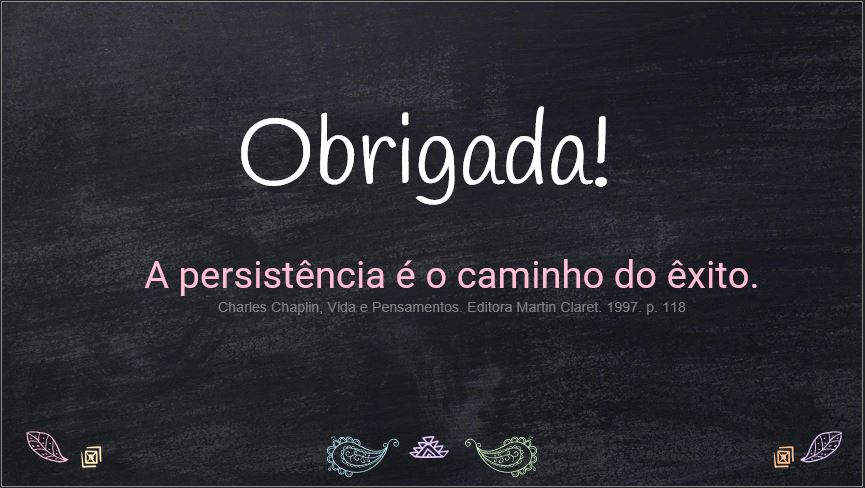 Obrigada!
A persistência é o caminho do êxito.
Charles Chaplin, Vida e Pensamentos. Editora Martin Claret. 1997. p. 118